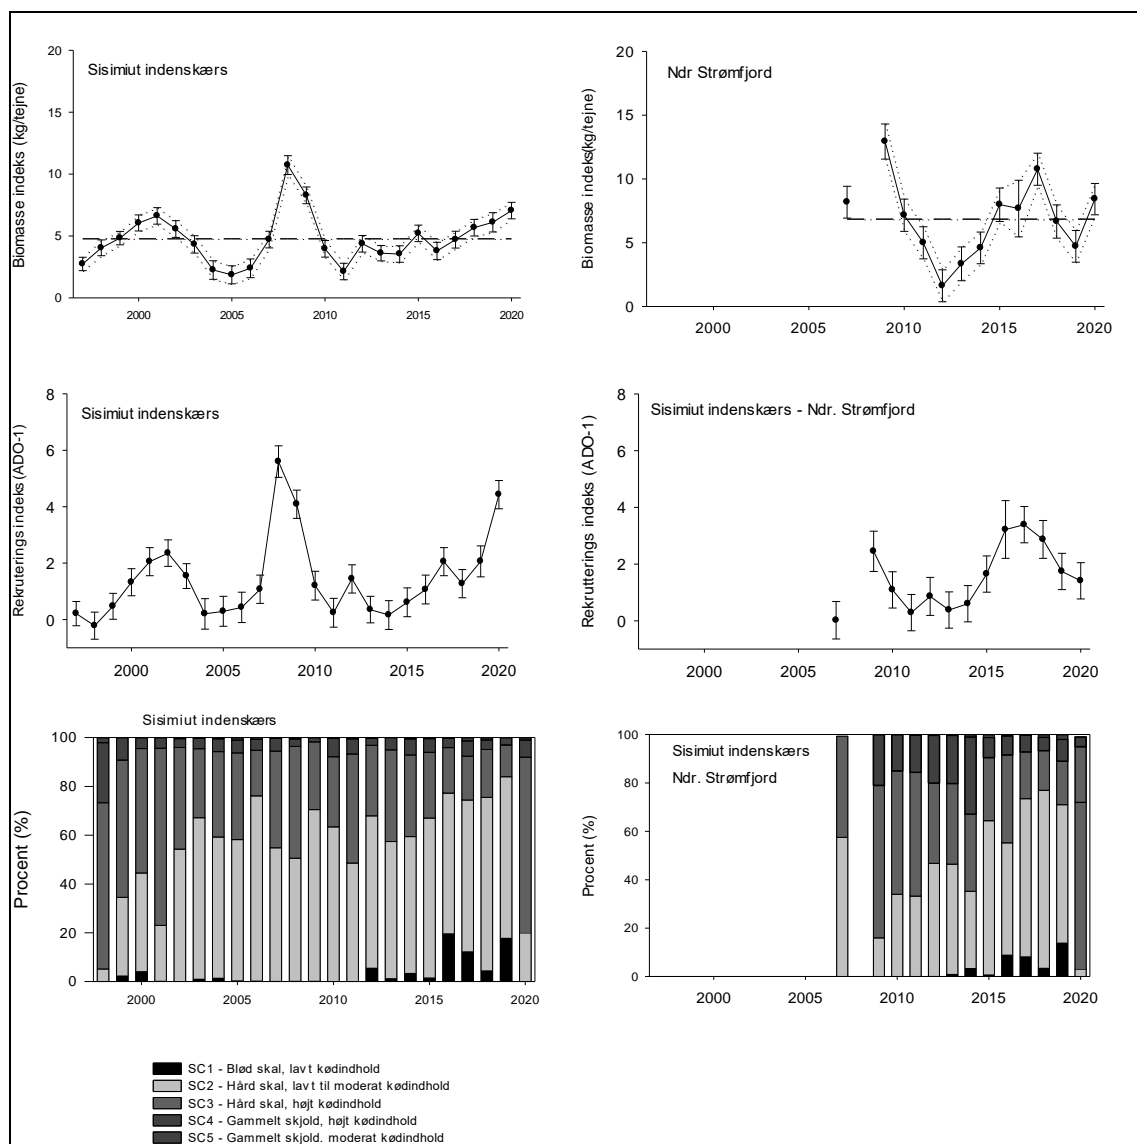 Sisimiut indenskærs
Biomasse indeks (kg/tejne)
20
15
10
5
0
2000 2005 2010 2015 2020
Ndr Strømfjord
Biomasse indeks(kg/tejne)
20
15
10
5
0
2000 2005 2010 2015 2020
Sisimiut indenskærs
Rekruterings indeks (ADO-1)
8
6
4
2
0
2000 2005 2010 2015 2020
Sisimiut indenskærs - Ndr. Strømfjord
Rekrutterings indeks (ADO-1)
8
6
4
2
0
2000 2005 2010 2015 2020
Sisimiut indenskærs
Procent (%)
100
80
60
40
20
0
2000 2005 2010 2015 2020
Sisimiut indenskærs
Ndr. Strømfjord
Procent (%)
100
80
60
40
20
0
2000 2005 2010 2015 2020
SC1 - Blød skal, lavt kødindhold
SC2 - Hård skal, lavt til moderat kødindhold
SC3 - Hård skal, højt kødindhold
SC4 - Gammelt skjold, højt kødindhold
SC5 - Gammelt skjold. moderat kødindhold